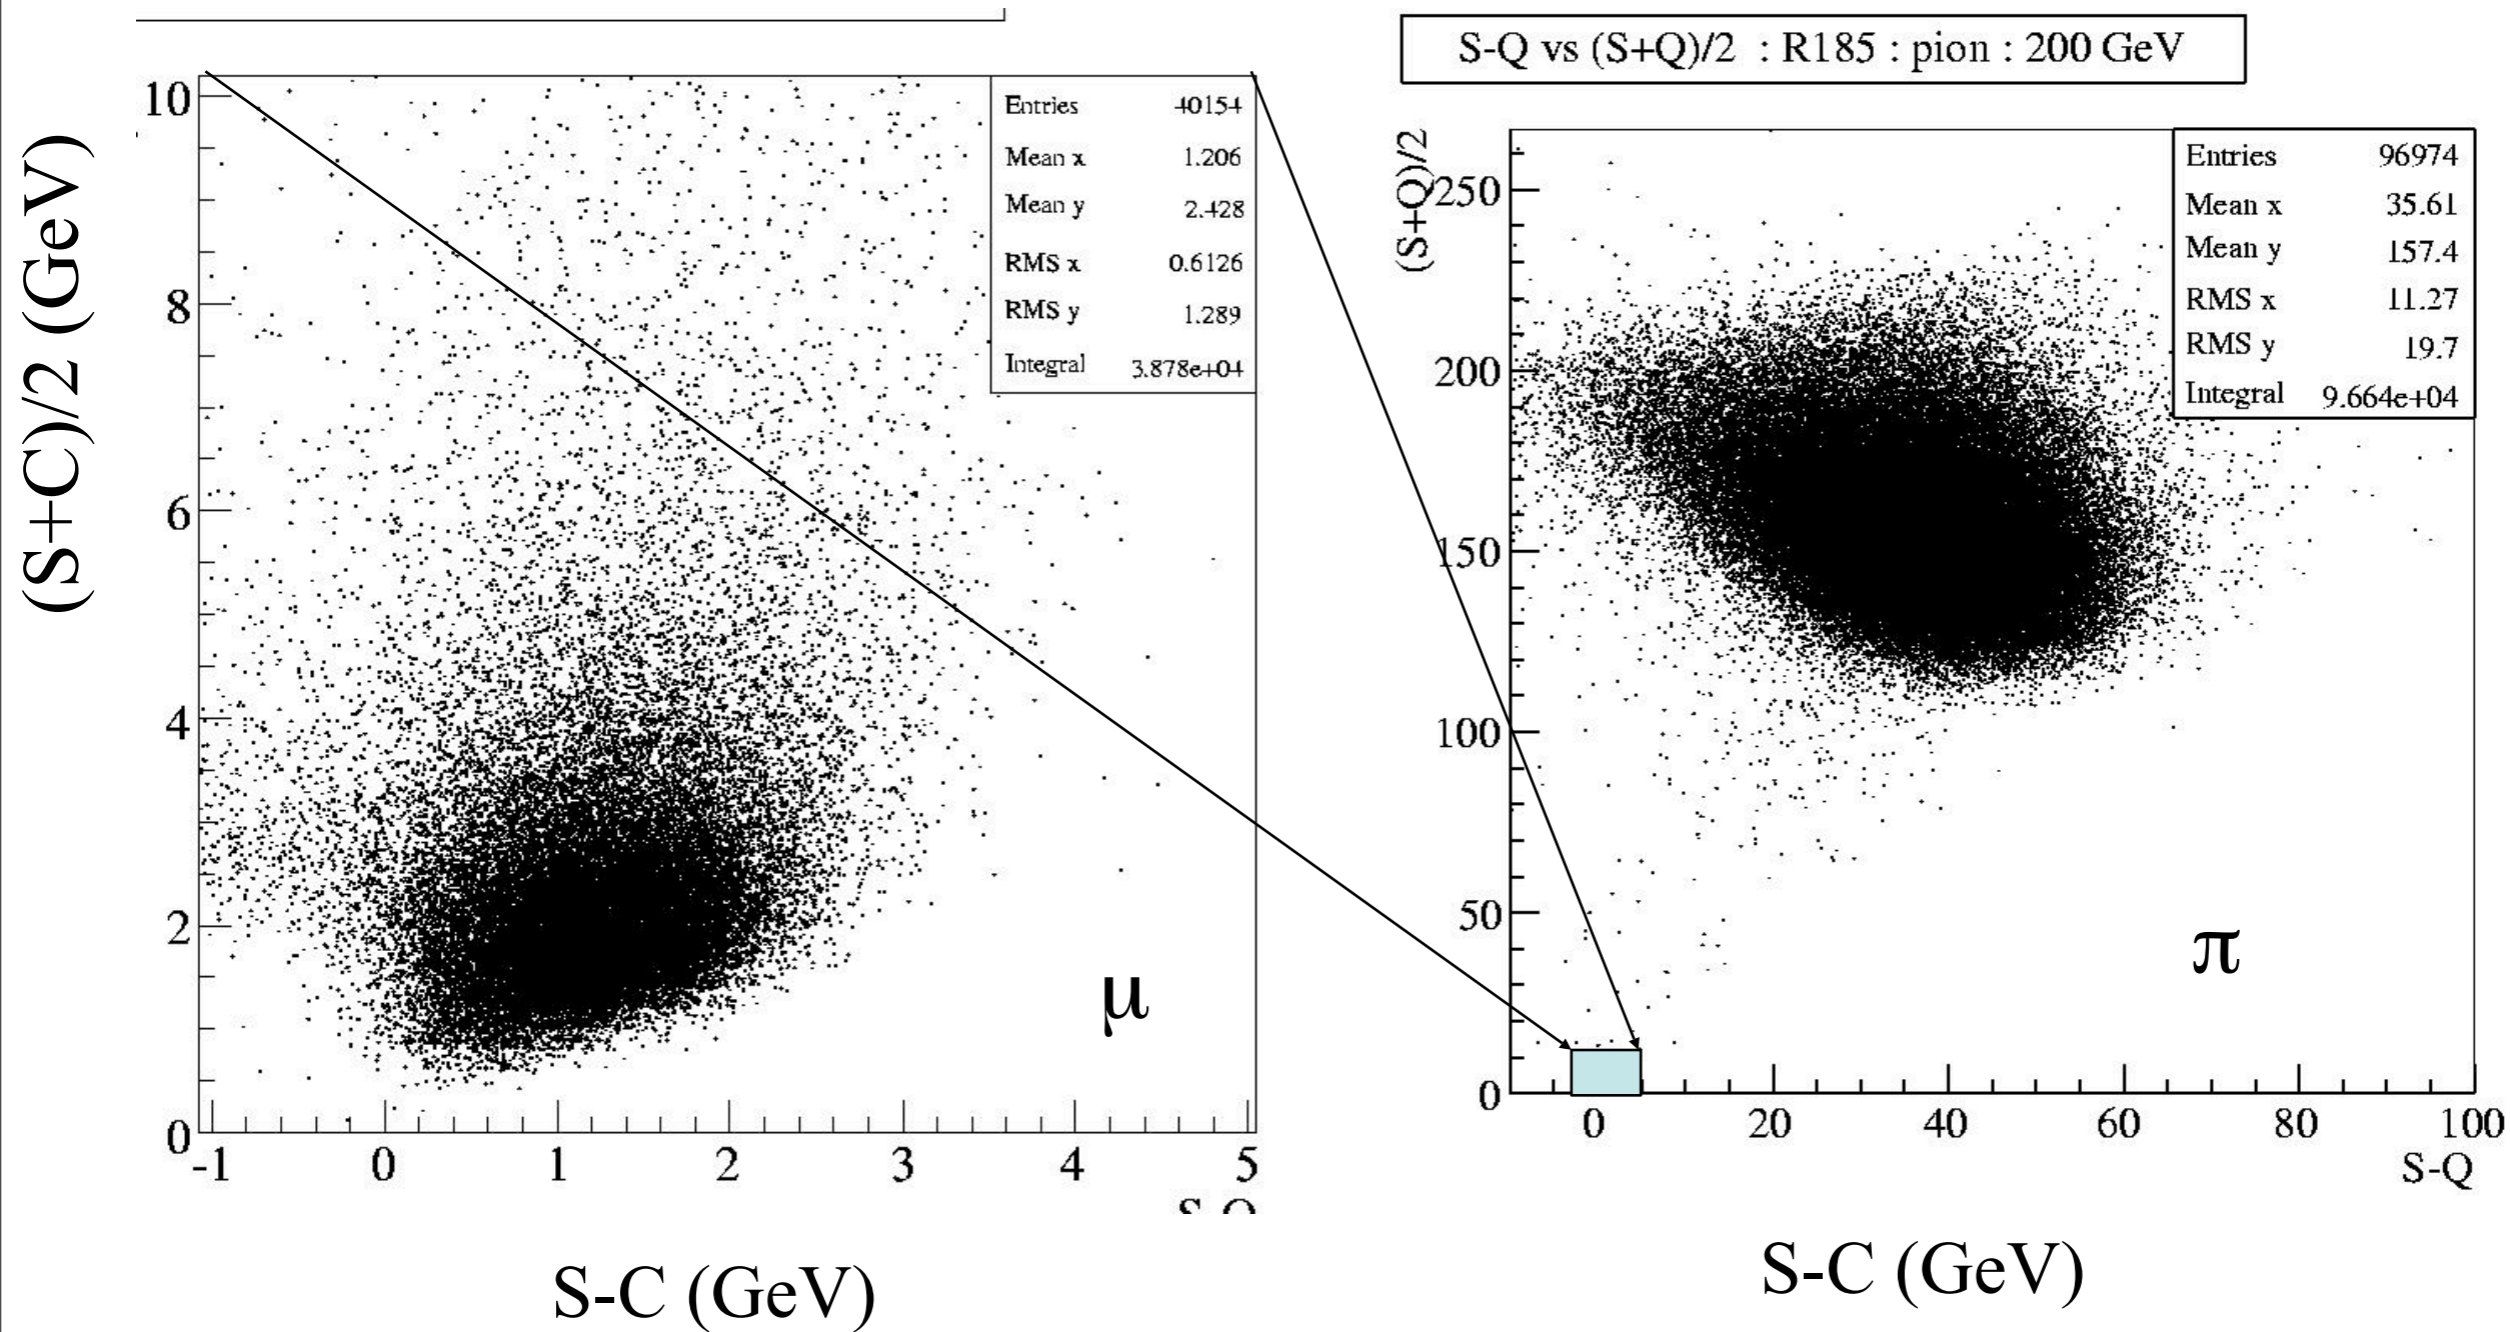 S-Q vs (S+Q)/2 : R185 : pion : 200 GeV
(S+C)/2 (GeV)
10
8
6
4
2
0
-1 0 1 2 3 4 5
Entries 40154
Mean x 1.206
Mean y 2.428
RMS x 0.6126
RMS y 1.289
Integral 3.878e+04
μ
S-C (GeV)
(S+Q)/2
250
200
150
100
50
0
0 20 40 60 80 100
Entries 96974
Mean x 35.61
Mean y 157.4
RMS x 11.27
RMS y 19.7
Integral 9.664e+04
π
S-Q
S-C (GeV)